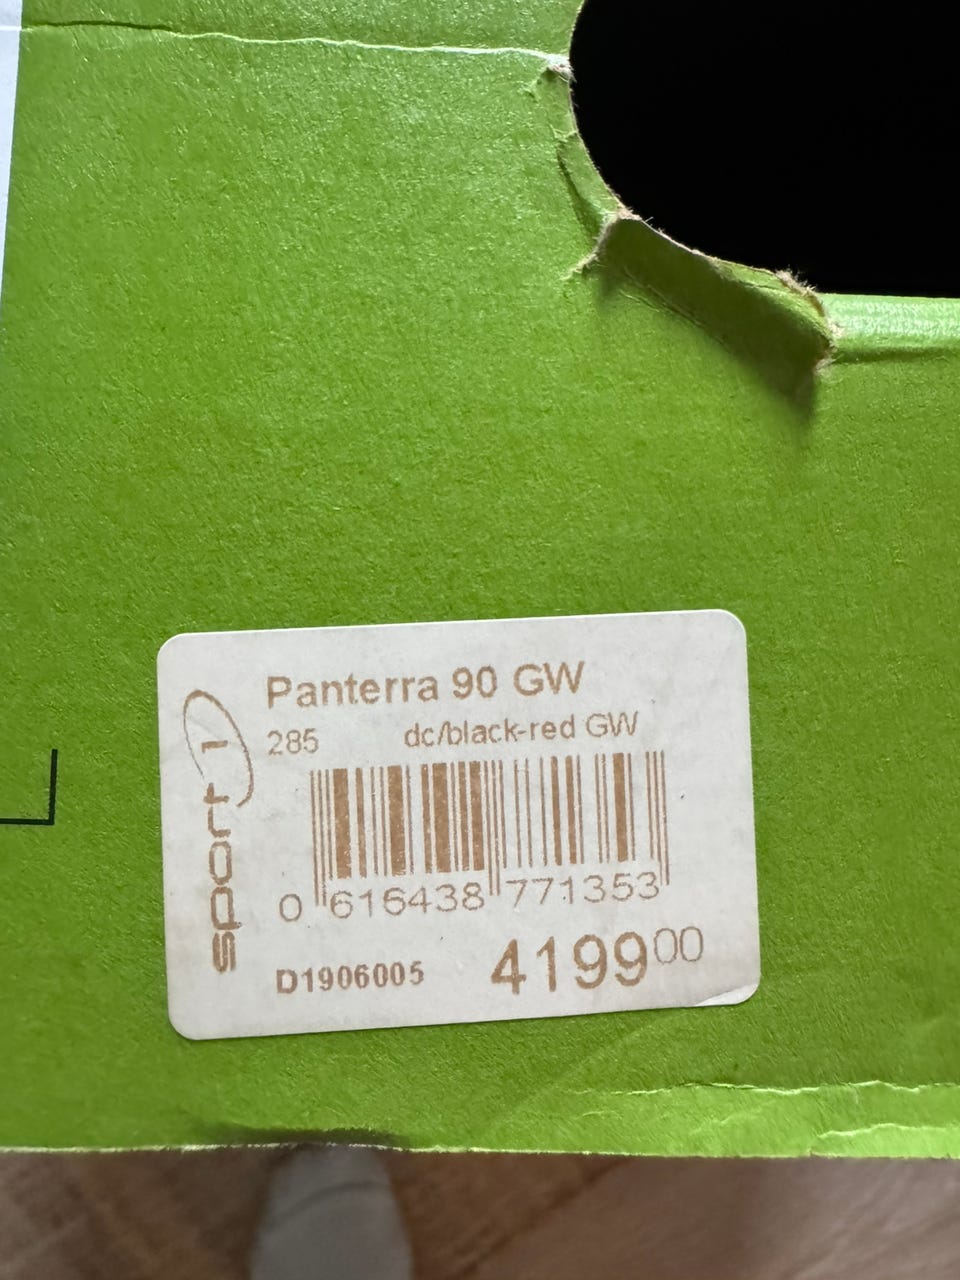 sport 1
Panterra 90 GW
285 dc/black-red GW
0 616438 771353
D1906005 419900